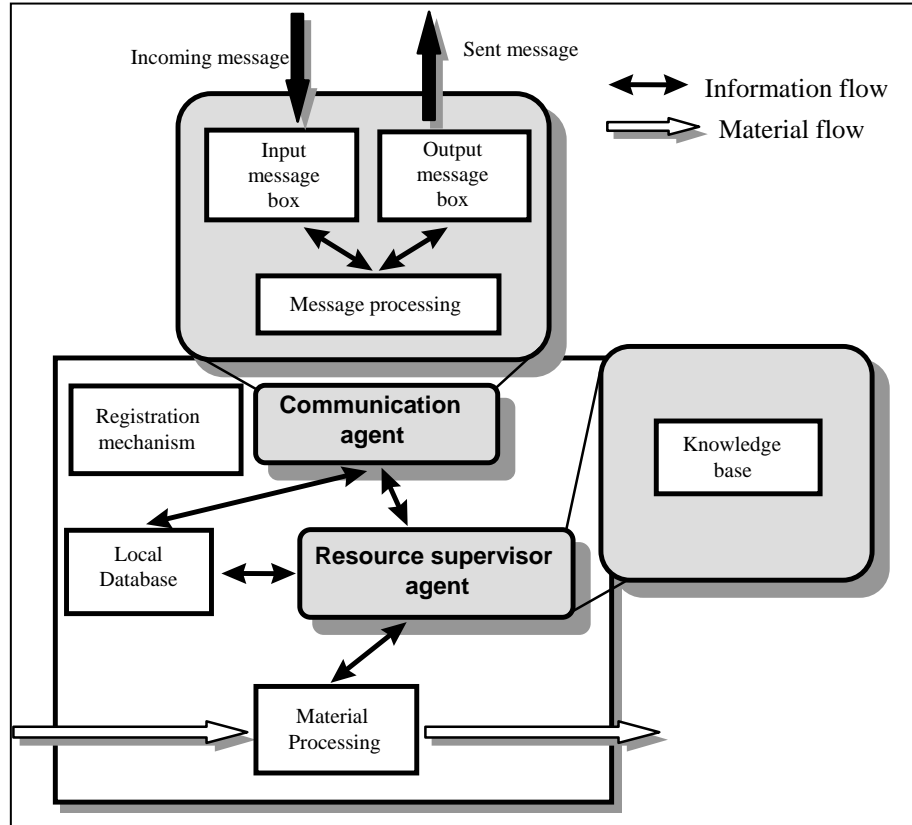 Incoming message
Sent message
Information flow
Material flow
Input
message
box
Output
message
box
Message processing
Registration
mechanism
Communication
agent
Knowledge
base
Local
Database
Resource supervisor
agent
Material
Processing